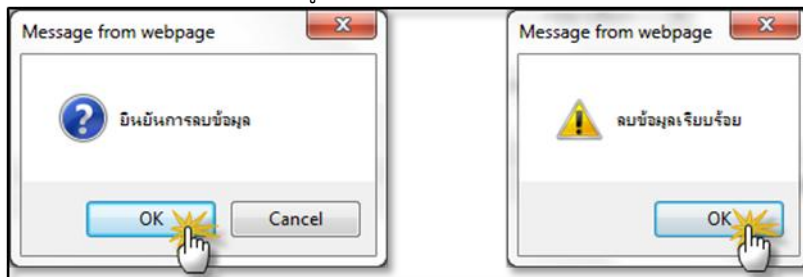 Message from webpage
ยืนยันการลบข้อมูล
OK
Cancel
Message from webpage
ลบข้อมูลเรียบร้อย
OK